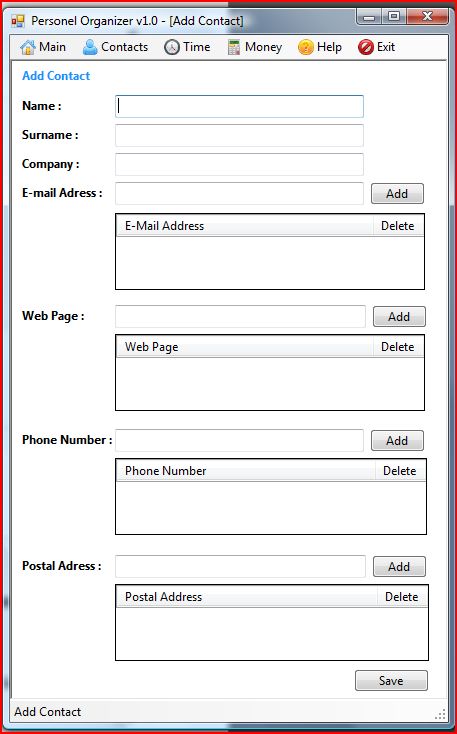 Personel Organizer v1.0 - [Add Contact]
Main Contacts Time Money Help Exit
Add Contact
Name :
Surname :
Company :
E-mail Adress : Add
E-Mail Address Delete
Web Page : Add
Web Page Delete
Phone Number : Add
Phone Number Delete
Postal Adress : Add
Postal Address Delete
Save
Add Contact